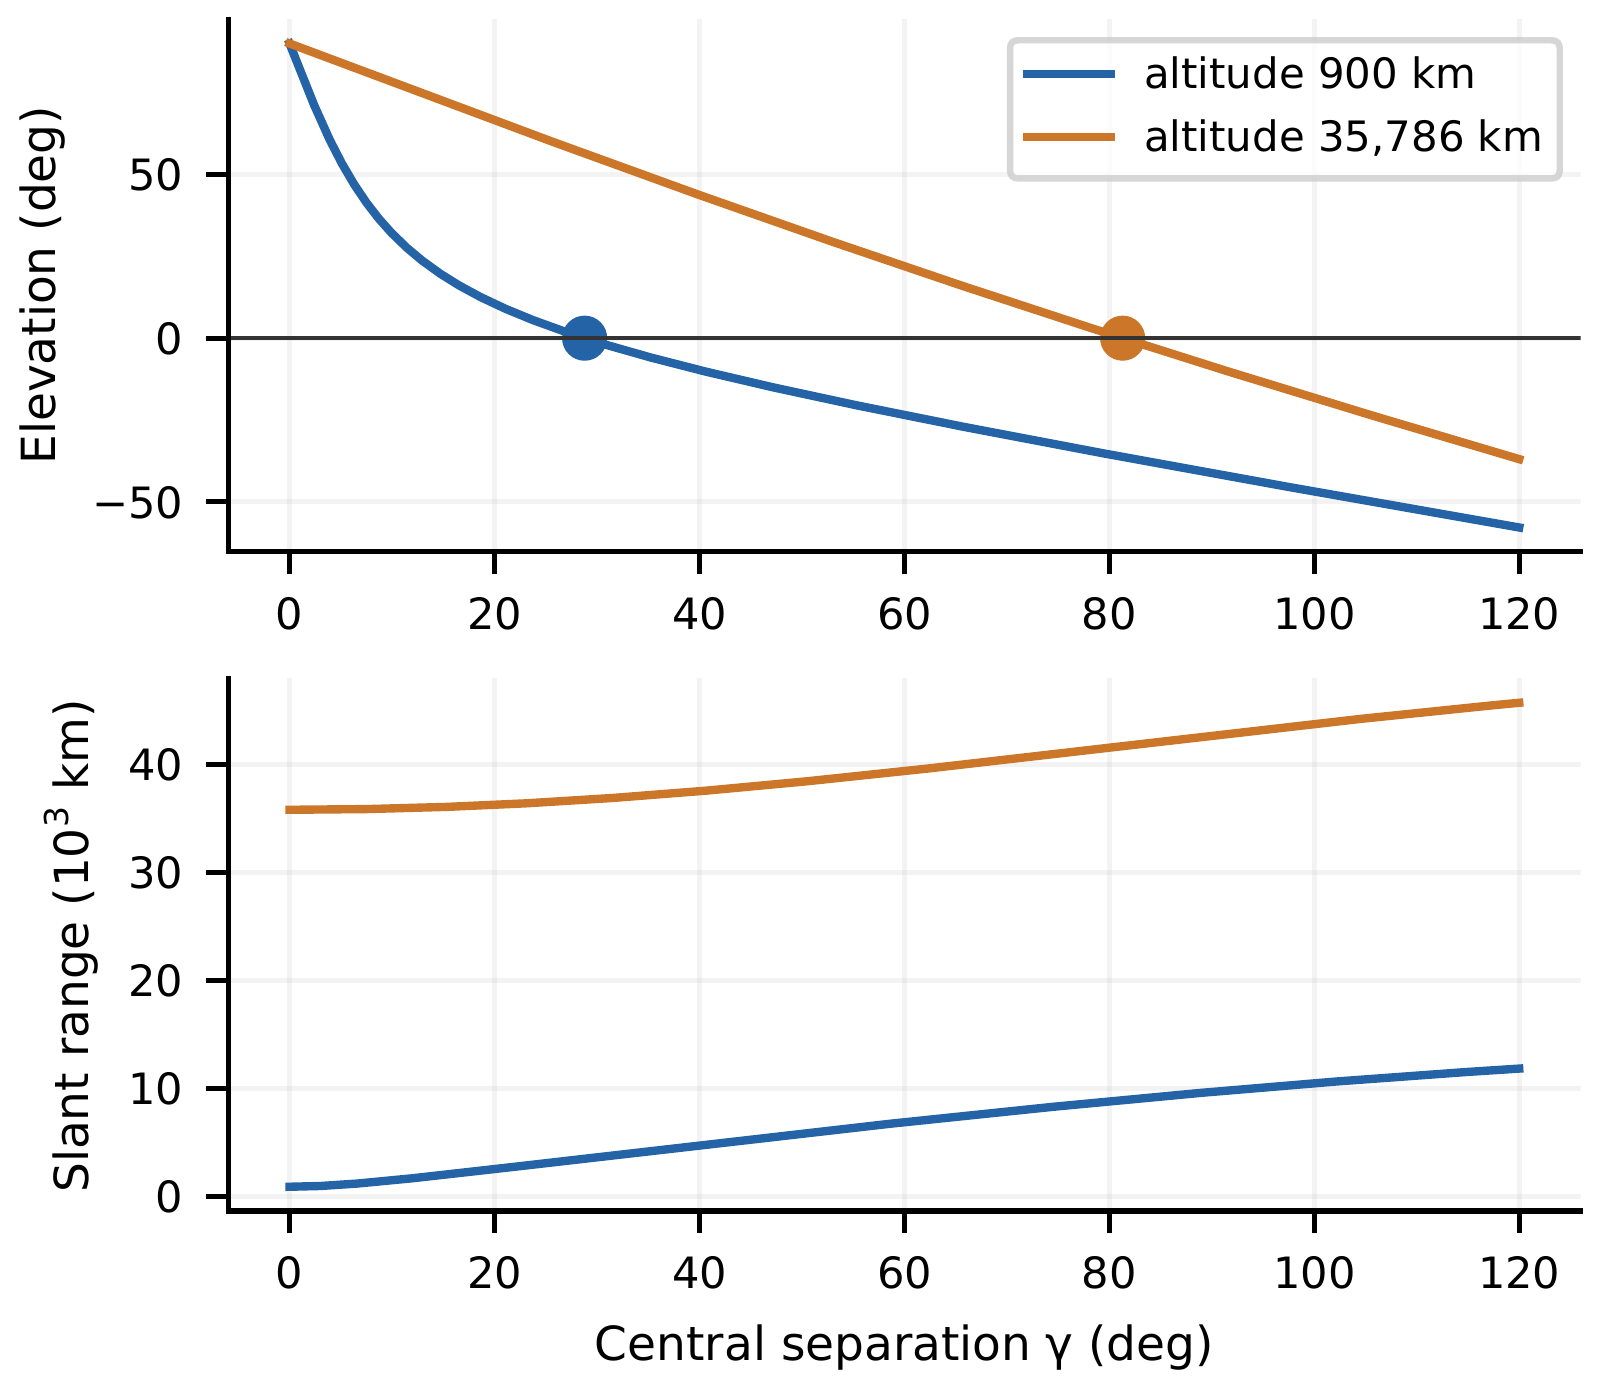 altitude 900 km
altitude 35,786 km
Elevation (deg)
50
0
−50
0 20 40 60 80 100 120
Slant range (10³ km)
40
30
20
10
0
0 20 40 60 80 100 120
Central separation γ (deg)